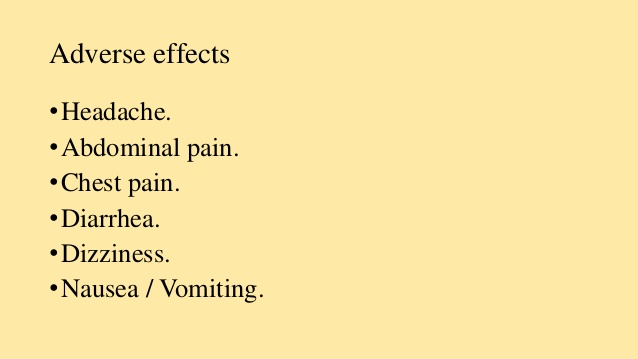 Adverse effects
•Headache.
•Abdominal pain.
•Chest pain.
•Diarrhea.
•Dizziness.
•Nausea / Vomiting.